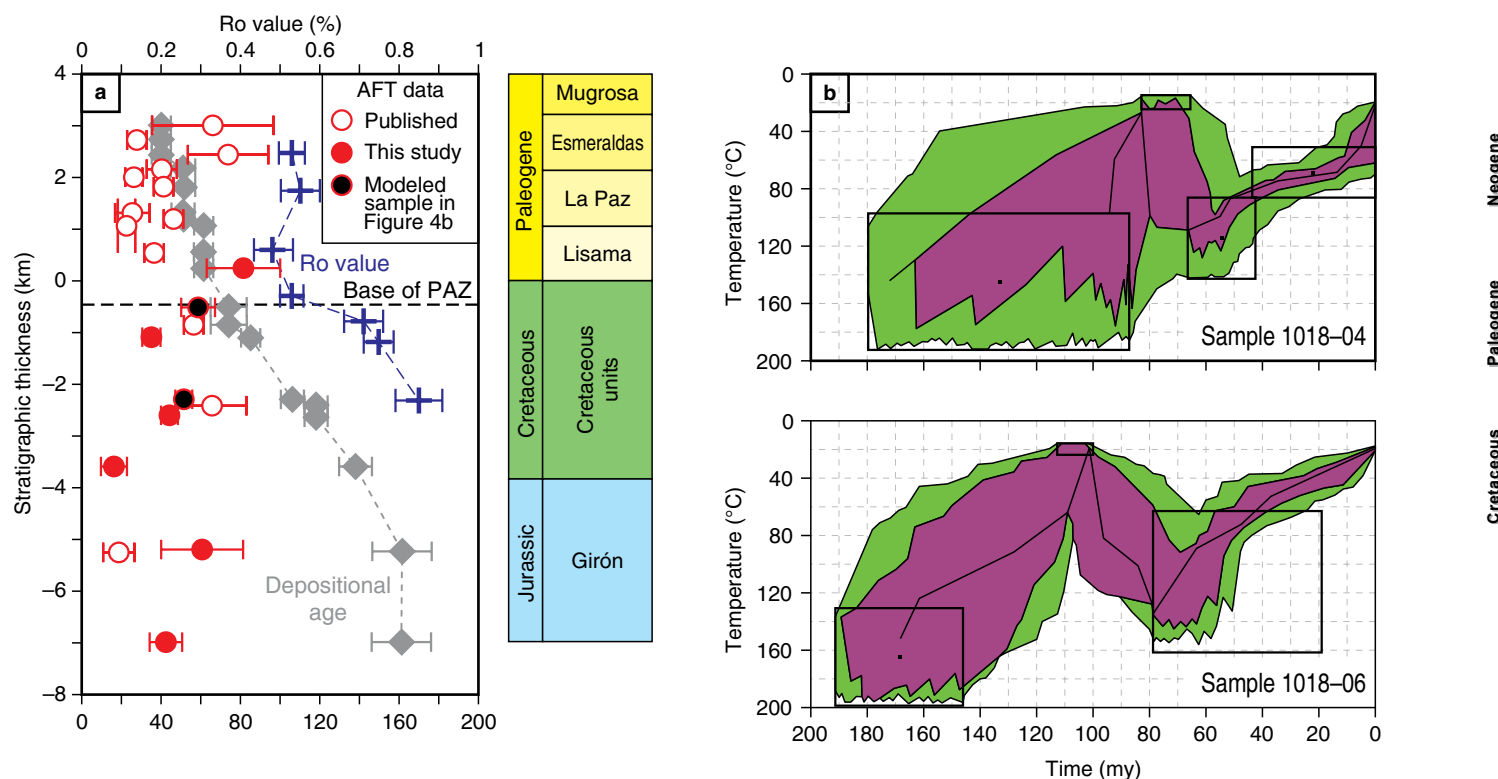 Ro value (%)
0 0.2 0.4 0.6 0.8 1
a
AFT data
Published
This study
Modeled
sample in
Figure 4b
Ro value
Base of PAZ
Depositional
age
Stratigraphic thickness (km)
4
2
0
–2
–4
–6
–8
0 40 80 120 160 200
Paleogene
Mugrosa
Esmeraldas
La Paz
Lisama
Cretaceous
Cretaceous
units
Jurassic
Girón
b
Temperature (°C)
0
40
80
120
160
200
Sample 1018–04
Temperature (°C)
0
40
80
120
160
200
Sample 1018–06
200 180 160 140 120 100 80 60 40 20 0
Time (my)
Neogene
Paleogene
Cretaceous